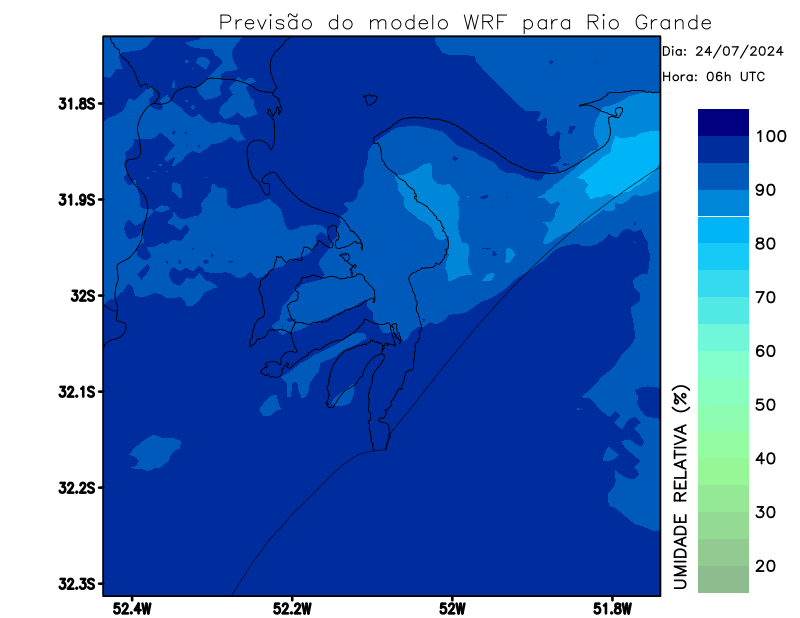 Previsão do modelo WRF para Rio Grande
Dia: 24/07/2024
Hora: 06h UTC
31.8S
31.9S
32S
32.1S
32.2S
32.3S
52.4W
52.2W
52W
51.8W
100
90
80
70
60
50
40
30
20
UMIDADE RELATIVA (%)